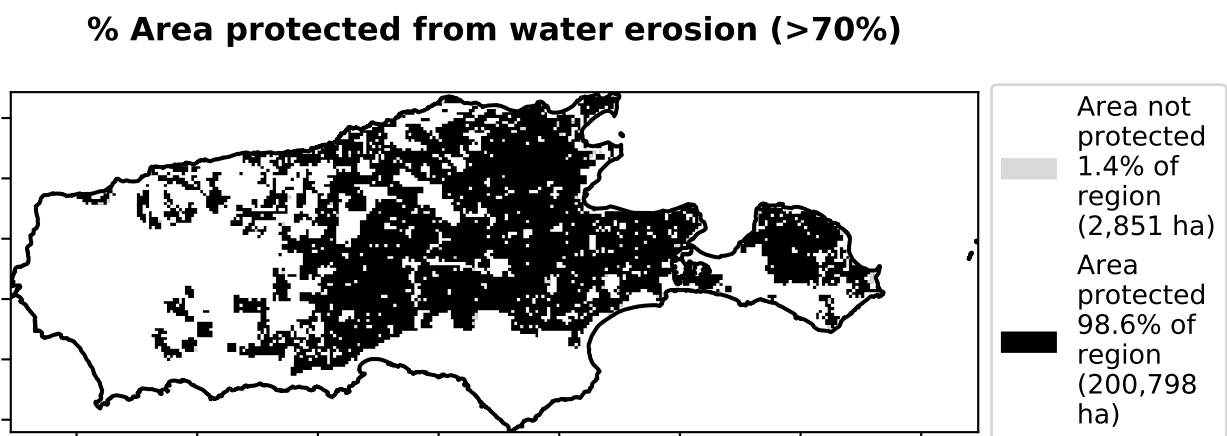 % Area protected from water erosion (>70%)
Area not
protected
1.4% of
region
(2,851 ha)
Area
protected
98.6% of
region
(200,798
ha)